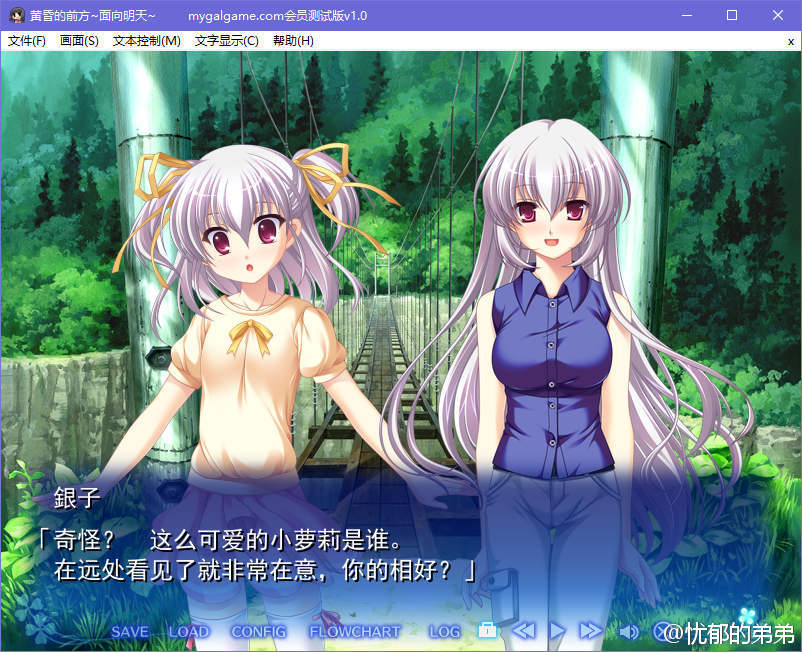 黄昏的前方~面向明天~ mygalgame.com会员测试版v1.0
文件(F) 画面(S) 文本控制(M) 文字显示(C) 帮助(H) x
銀子
「奇怪? 这么可爱的小萝莉是谁。
在远处看见了就非常在意,你的相好?」
SAVE LOAD CONFIG FLOWCHART LOG
@忧郁的弟弟